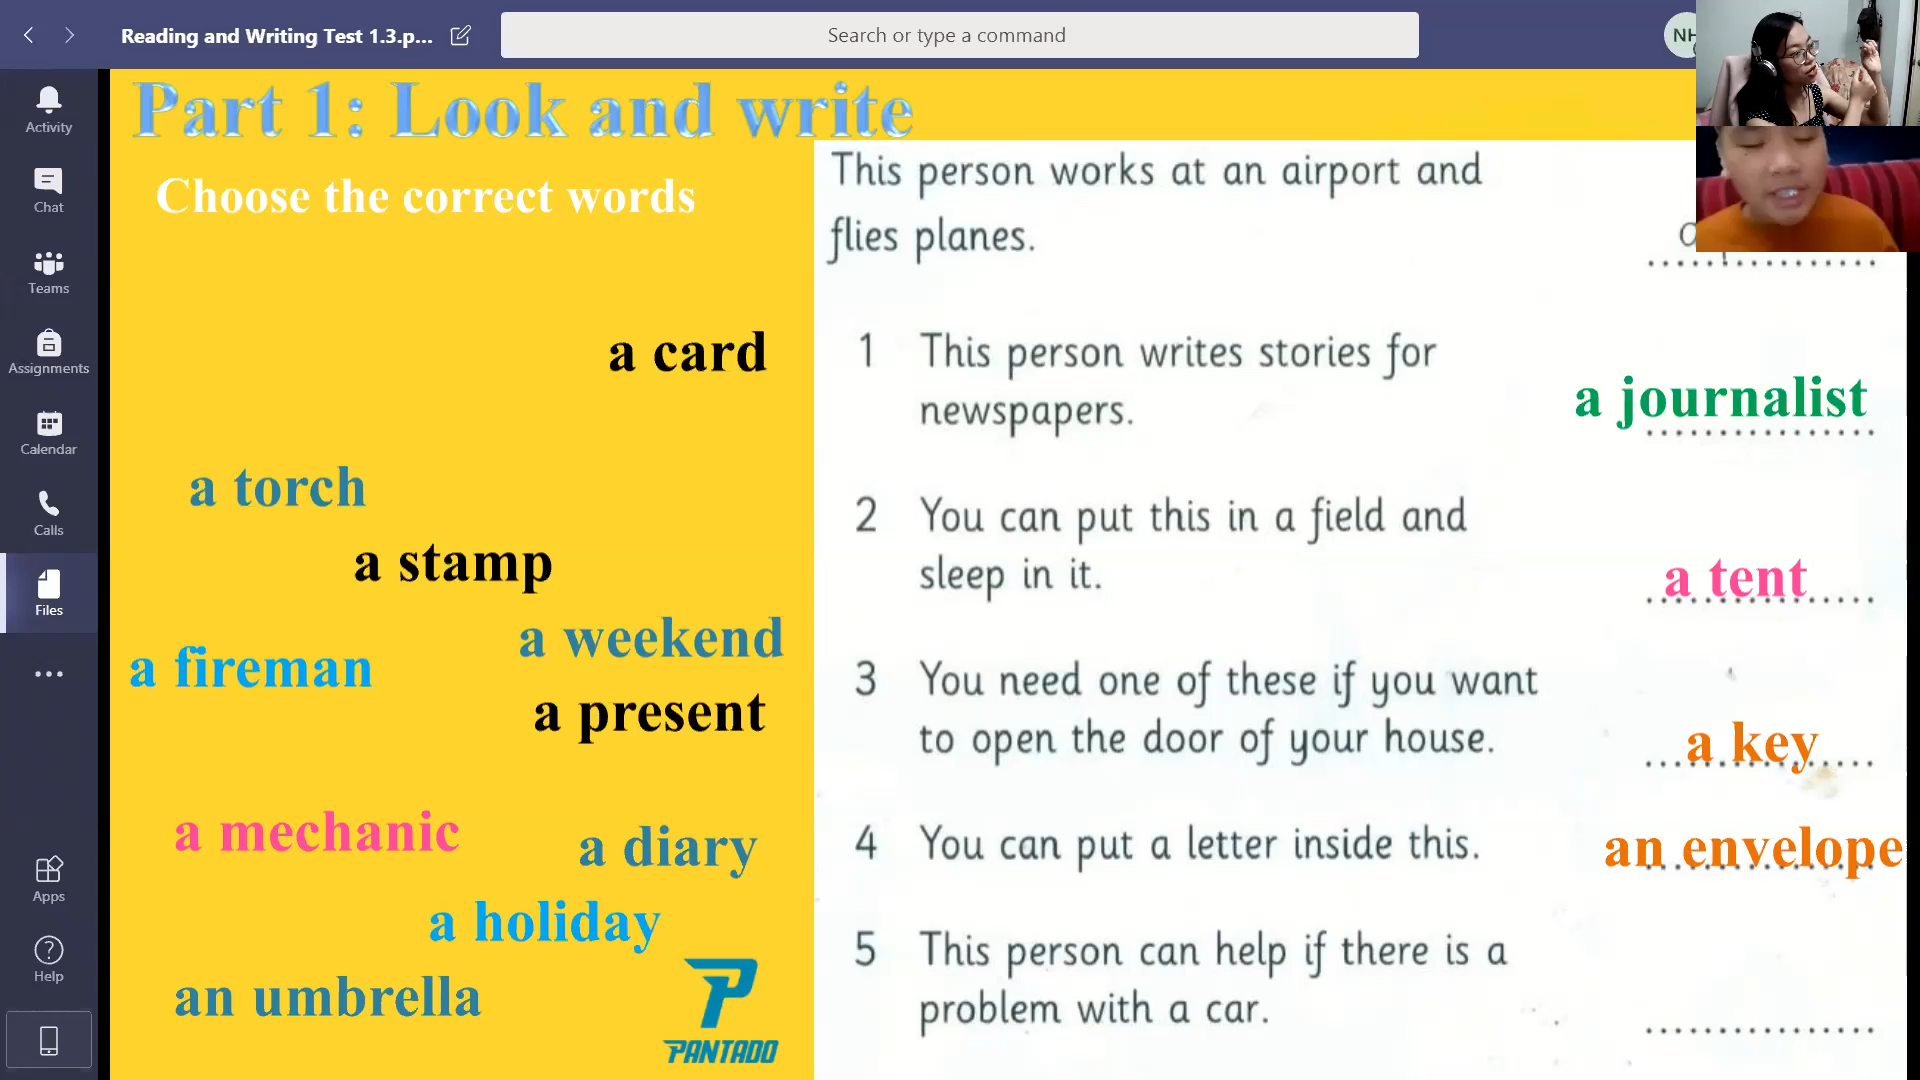 Reading and Writing Test 1.3.p...
Search or type a command
NH
Activity
Chat
Teams
Assignments
Calendar
Calls
Files
Apps
Help
Part 1: Look and write
Choose the correct words
a card
a torch
a stamp
a weekend
a fireman
a present
a mechanic
a diary
a holiday
an umbrella
PANTADO
This person works at an airport and
flies planes.
1 This person writes stories for
newspapers.
a journalist
2 You can put this in a field and
sleep in it.
a tent
3 You need one of these if you want
to open the door of your house.
a key
4 You can put a letter inside this.
an envelope
5 This person can help if there is a
problem with a car.